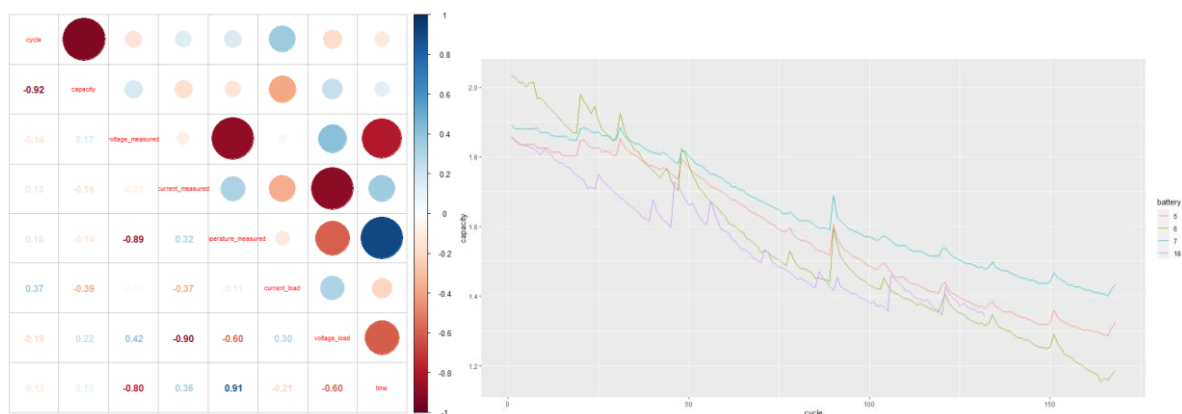 cycle
-0.92 capacity
-0.14 0.17 voltage_measured
0.13 -0.16 current_measured
0.15 -0.14 -0.89 0.32 temperature_measured
0.37 -0.39 -0.37 -0.11 current_load
-0.19 0.22 0.42 -0.90 -0.60 0.30 voltage_load
-0.12 0.12 -0.80 0.36 0.91 -0.21 -0.60 time
1
0.8
0.6
0.4
0.2
0
-0.2
-0.4
-0.6
-0.8
-1
capacity
2.0
1.8
1.6
1.4
1.2
0 50 100 150
cycle
battery
5
6
7
18